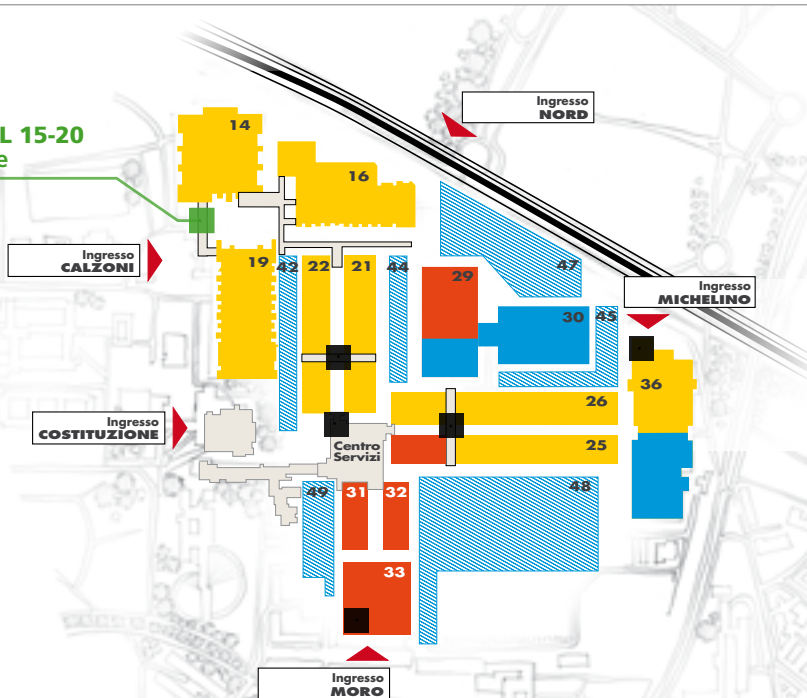 Ingresso
NORD
L 15-20
e
14
16
Ingresso
CALZONI
19
42
22
21
44
29
47
30
45
Ingresso
MICHELINO
36
26
Ingresso
COSTITUZIONE
Centro
Servizi
25
49
31
32
48
33
Ingresso
MORO